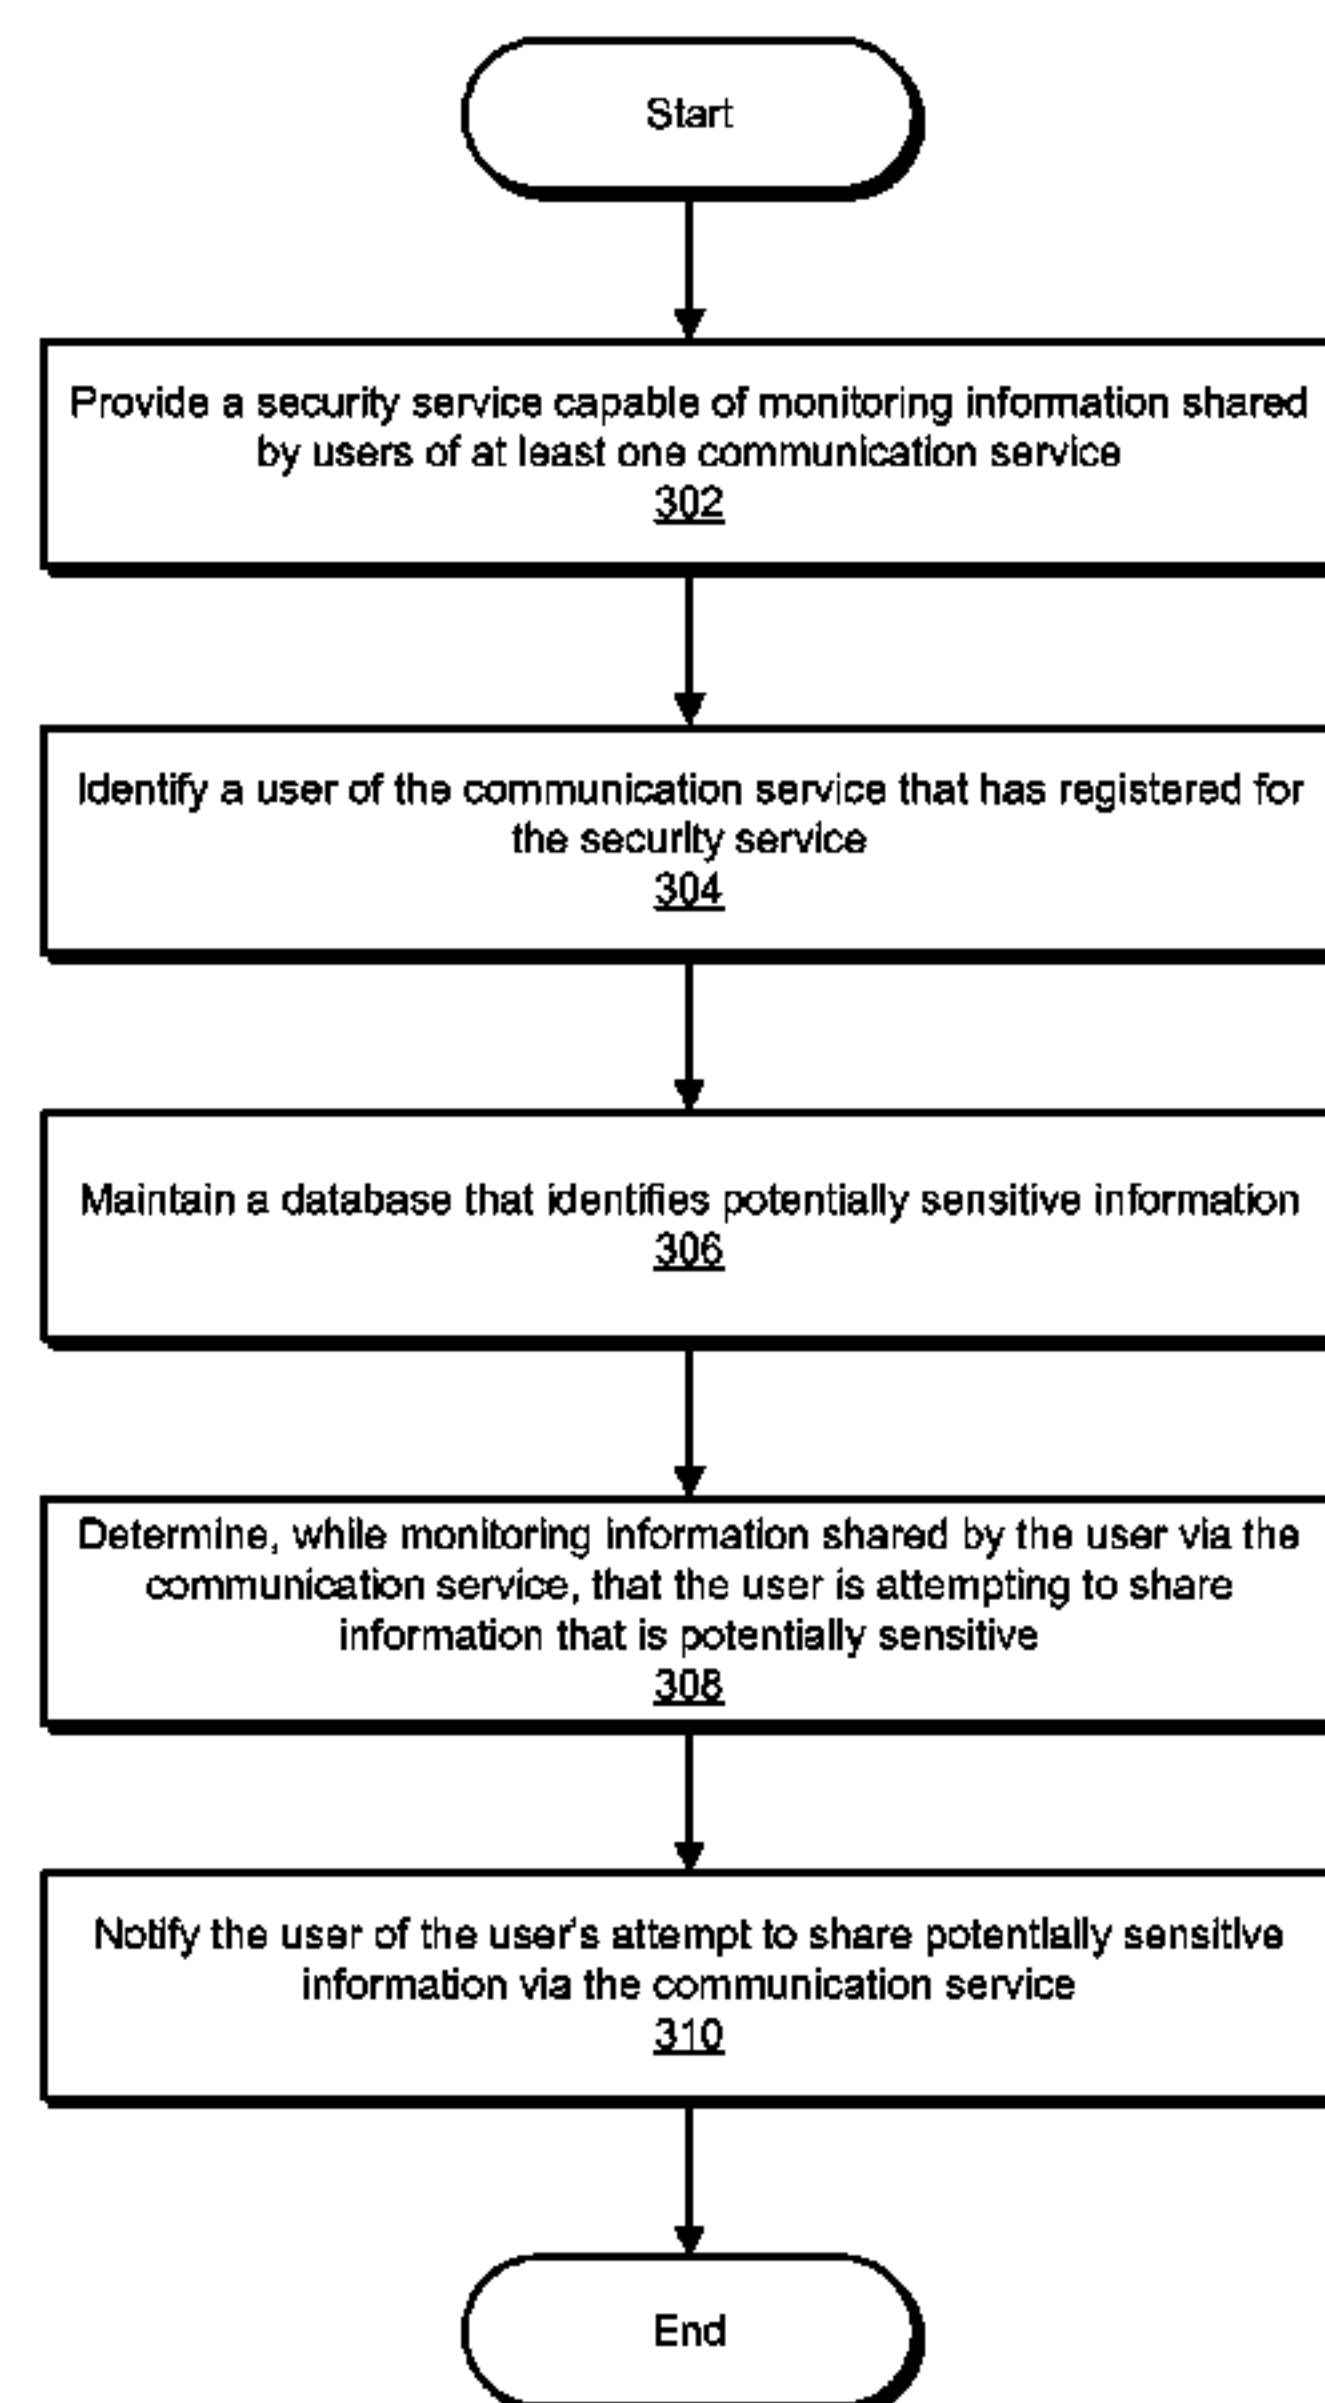 Start
Provide a security service capable of monitoring information shared
by users of at least one communication service
302
Identify a user of the communication service that has registered for
the security service
304
Maintain a database that identifies potentially sensitive information
306
Determine, while monitoring information shared by the user via the
communication service, that the user is attempting to share
information that is potentially sensitive
308
Notify the user of the user's attempt to share potentially sensitive
information via the communication service
310
End